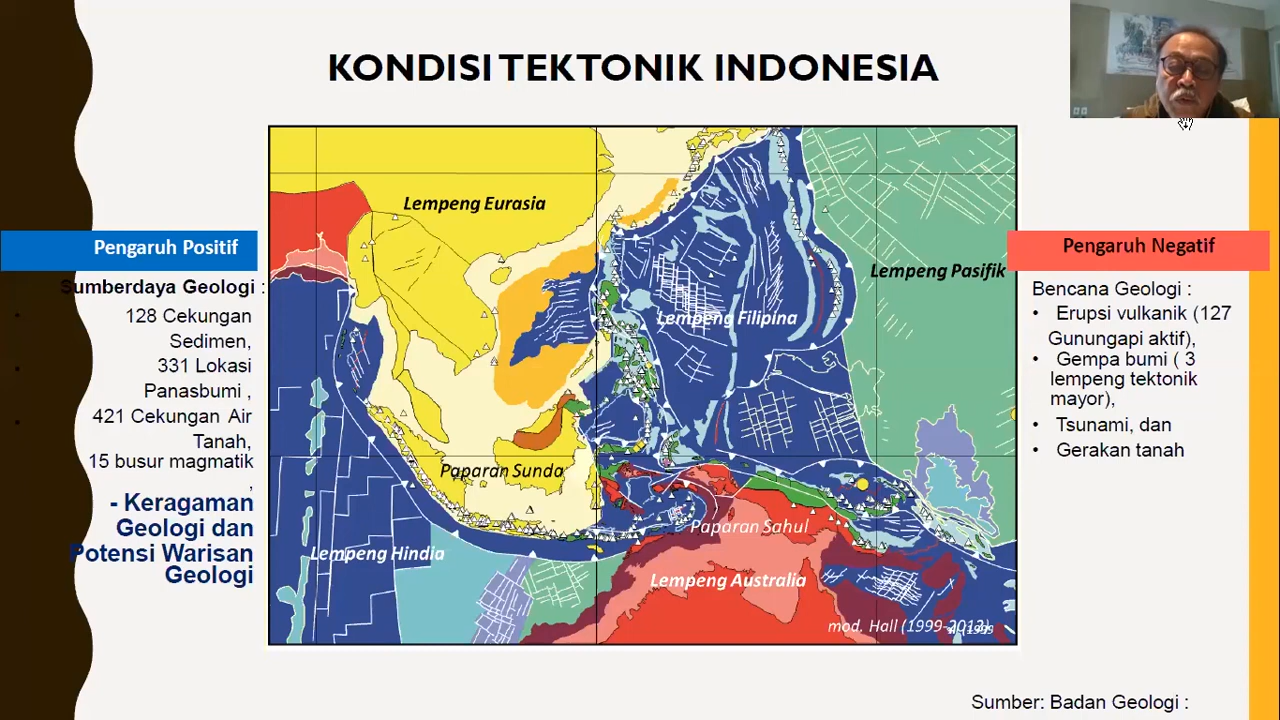 KONDISI TEKTONIK INDONESIA
Pengaruh Positif
Sumberdaya Geologi :
128 Cekungan
Sedimen,
331 Lokasi
Panasbumi ,
421 Cekungan Air
Tanah,
15 busur magmatik
,
- Keragaman
Geologi dan
Potensi Warisan
Geologi
Lempeng Eurasia
Lempeng Pasifik
Lempeng Filipina
Paparan Sunda
Paparan Sahul
Lempeng Hindia
Lempeng Australia
mod. Hall (1999-2012)
Pengaruh Negatif
Bencana Geologi :
• Erupsi vulkanik (127
Gunungapi aktif),
• Gempa bumi ( 3
lempeng tektonik
mayor),
• Tsunami, dan
• Gerakan tanah
Sumber: Badan Geologi :